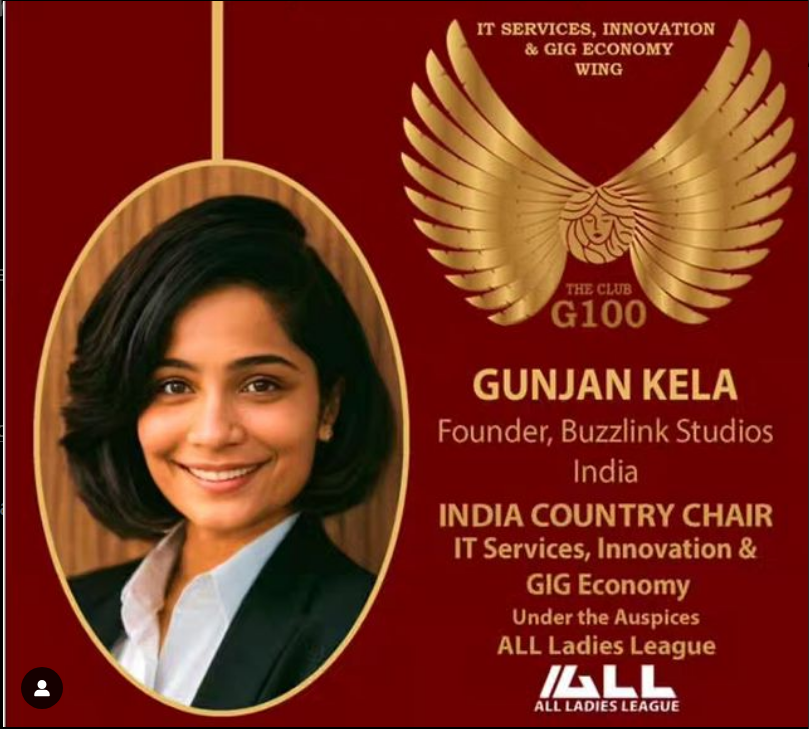 IT SERVICES, INNOVATION
& GIG ECONOMY
WING
THE CLUB
G100
GUNJAN KELA
Founder, Buzzlink Studios
India
INDIA COUNTRY CHAIR
IT Services, Innovation &
GIG Economy
Under the Auspices
ALL Ladies League
ALL
ALL LADIES LEAGUE